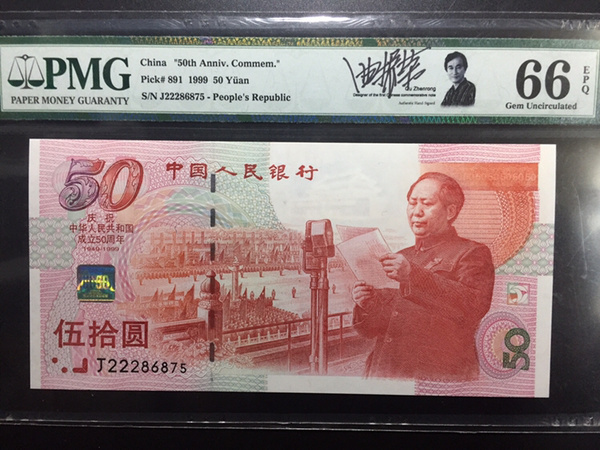 PMG
PAPER MONEY GUARANTY
China "50th Anniv. Commem."
Pick# 891 1999 50 Yüan
S/N J22286875 - People's Republic
Designer of the first Chinese commemorative note
Authentic Hand Signed
66
EPQ
Gem Uncirculated
50
中国人民银行
庆祝
中华人民共和国
成立50周年
1949-1999
50
伍拾圆
J22286875
50